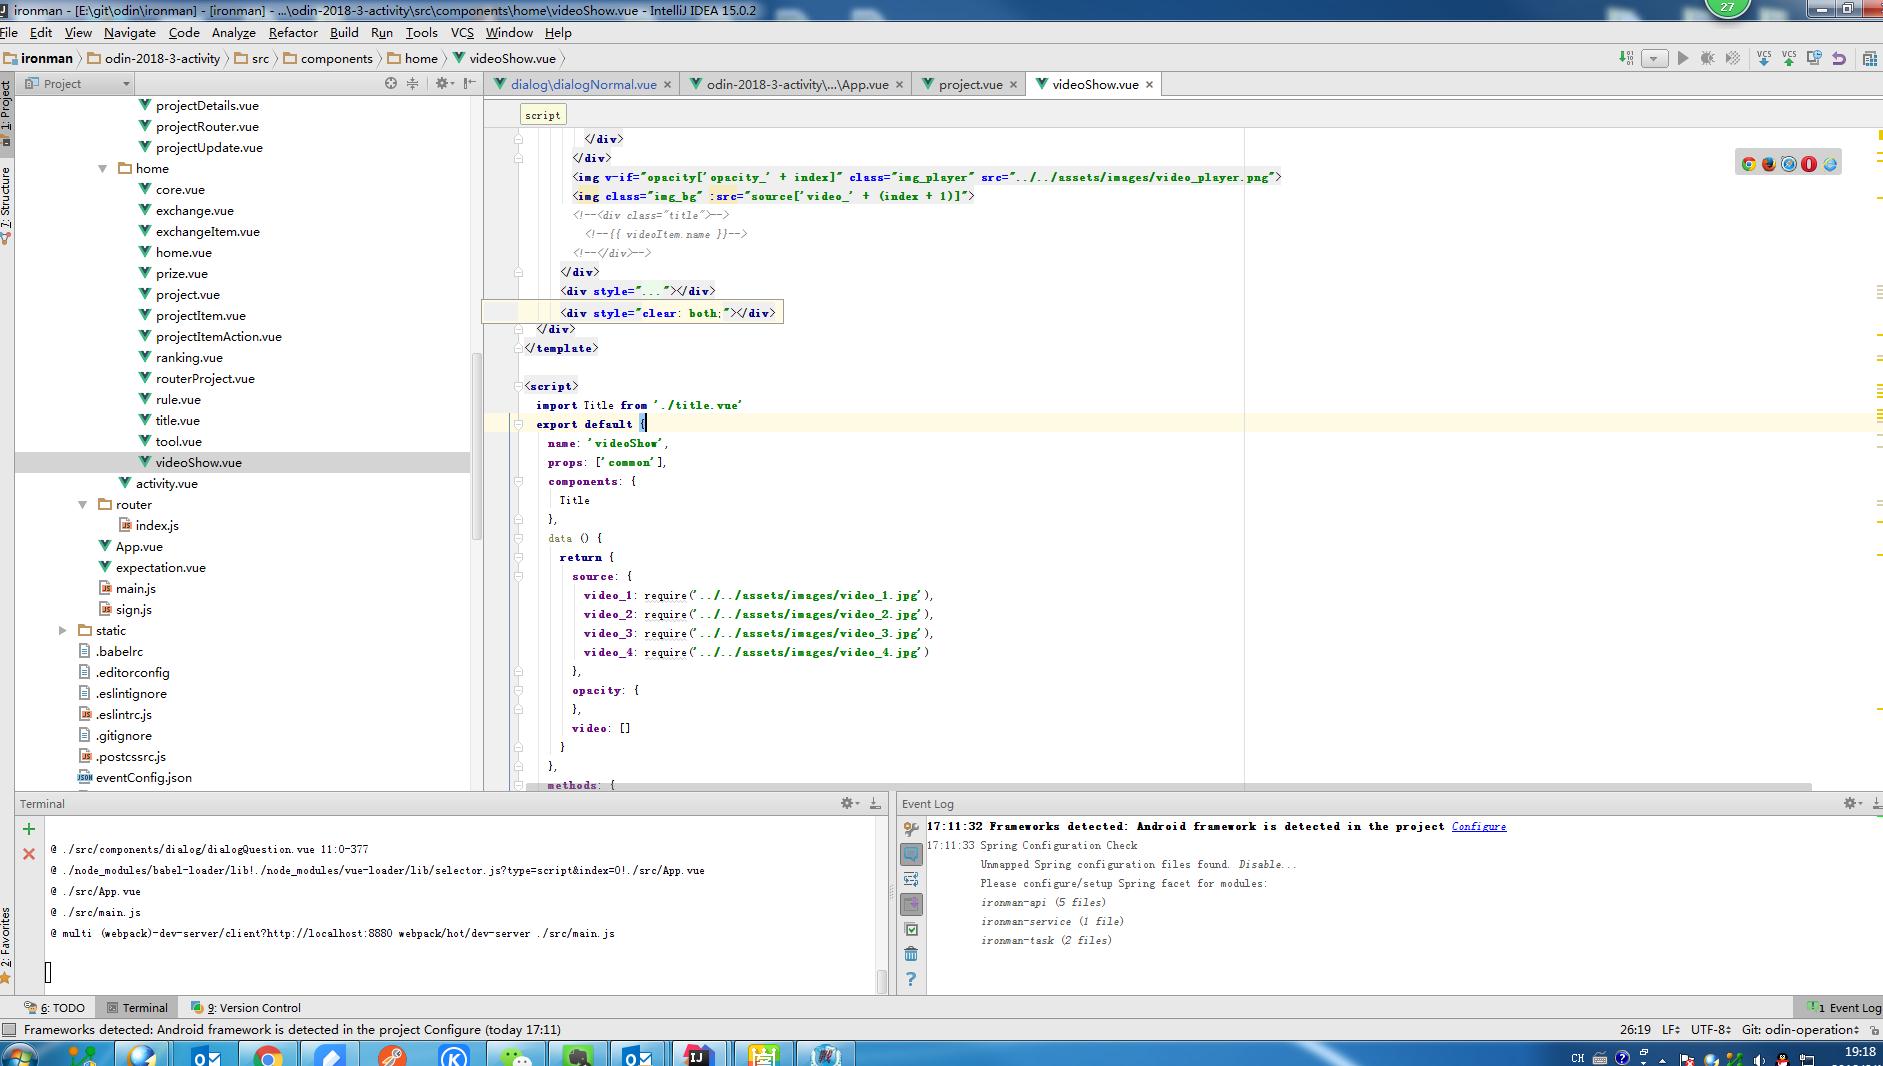 ironman - [E:\git\odin\ironman] - [ironman] - ...\odin-2018-3-activity\src\components\home\videoShow.vue - IntelliJ IDEA 15.0.2
27
File Edit View Navigate Code Analyze Refactor Build Run Tools VCS Window Help
ironman odin-2018-3-activity src components home videoShow.vue
VCS VCS
Project
dialog\dialogNormal.vue odin-2018-3-activity\...\App.vue project.vue videoShow.vue
1: Project
7: Structure
2: Favorites
projectDetails.vue
projectRouter.vue
projectUpdate.vue
home
core.vue
exchange.vue
exchangeItem.vue
home.vue
prize.vue
project.vue
projectItem.vue
projectItemAction.vue
ranking.vue
routerProject.vue
rule.vue
title.vue
tool.vue
videoShow.vue
activity.vue
router
index.js
App.vue
expectation.vue
main.js
sign.js
static
.babelrc
.editorconfig
.eslintignore
.eslintrc.js
.gitignore
.postcssrc.js
eventConfig.json
script
</div>
</div>
<img v-if="opacity['opacity_' + index]" class="img_player" src="../../assets/images/video_player.png">
<img class="img_bg" :src="source['video_' + (index + 1)]">
<!--<div class="title">-->
<!--{{ videoItem.name }}-->
<!--</div>-->
</div>
<div style="..."></div>
<div style="clear: both;"></div>
</div>
</template>
<script>
import Title from './title.vue'
export default {
name: 'videoShow',
props: ['common'],
components: {
Title
},
data () {
return {
source: {
video_1: require('../../assets/images/video_1.jpg'),
video_2: require('../../assets/images/video_2.jpg'),
video_3: require('../../assets/images/video_3.jpg'),
video_4: require('../../assets/images/video_4.jpg')
},
opacity: {
},
video: []
}
},
methods: {
Terminal
@ ./src/components/dialog/dialogQuestion.vue 11:0-377
@ ./node_modules/babel-loader/lib!./node_modules/vue-loader/lib/selector.js?type=script&index=0!./src/App.vue
@ ./src/App.vue
@ ./src/main.js
@ multi (webpack)-dev-server/client?http://localhost:8880 webpack/hot/dev-server ./src/main.js
Event Log
17:11:32 Frameworks detected: Android framework is detected in the project Configure
17:11:33 Spring Configuration Check
Unmapped Spring configuration files found. Disable...
Please configure/setup Spring facet for modules:
ironman-api (5 files)
ironman-service (1 file)
ironman-task (2 files)
6: TODO Terminal 9: Version Control 1 Event Log
Frameworks detected: Android framework is detected in the project Configure (today 17:11) 26:19 LF UTF-8 Git: odin-operation
CH 19:18